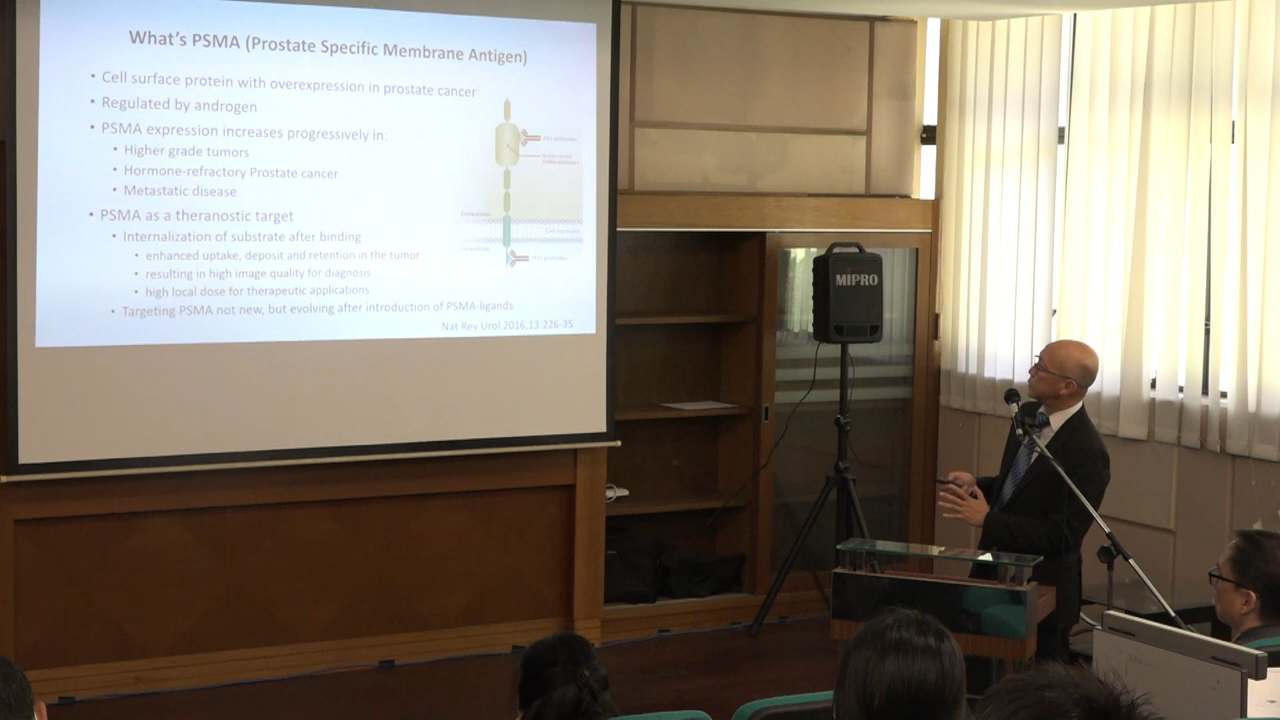 What's PSMA (Prostate Specific Membrane Antigen)
• Cell surface protein with overexpression in prostate cancer
• Regulated by androgen
• PSMA expression increases progressively in:
• Higher grade tumors
• Hormone-refractory Prostate cancer
• Metastatic disease
• PSMA as a theranostic target
• Internalization of substrate after binding
• enhanced uptake, deposit and retention in the tumor
• resulting in high image quality for diagnosis
• high local dose for therapeutic applications
• Targeting PSMA not new, but evolving after introduction of PSMA-ligands
Nat Rev Urol 2016,13:226-35
Extracellular
Cell membrane
MIPRO